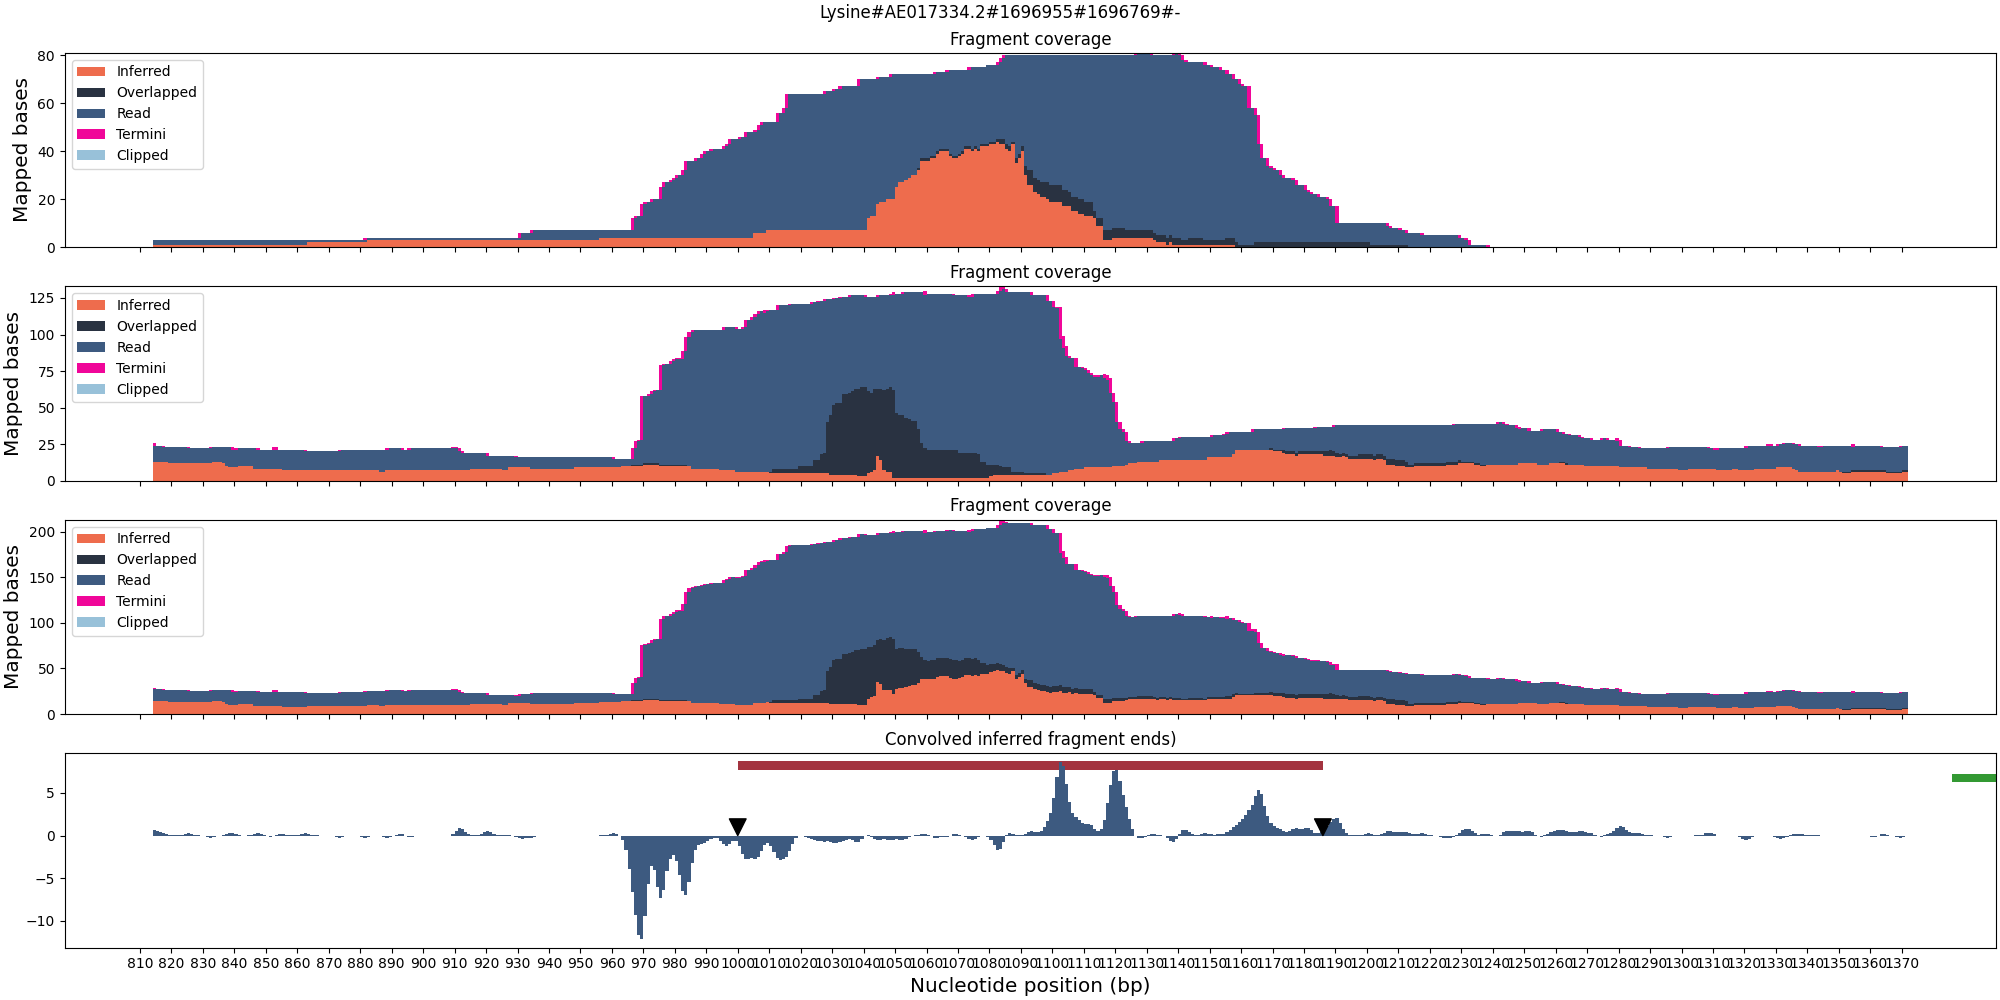 Lysine#AE017334.2#1696955#1696769#-
Fragment coverage
Mapped bases
80
60
40
20
0
Inferred
Overlapped
Read
Termini
Clipped
Fragment coverage
Mapped bases
125
100
75
50
25
0
Inferred
Overlapped
Read
Termini
Clipped
Fragment coverage
Mapped bases
200
150
100
50
0
Inferred
Overlapped
Read
Termini
Clipped
Convolved inferred fragment ends)
5
0
−5
−10
810 820 830 840 850 860 870 880 890 900 910 920 930 940 950 960 970 980 990 1000 1010 1020 1030 1040 1050 1060 1070 1080 1090 1100 1110 1120 1130 1140 1150 1160 1170 1180 1190 1200 1210 1220 1230 1240 1250 1260 1270 1280 1290 1300 1310 1320 1330 1340 1350 1360 1370
Nucleotide position (bp)